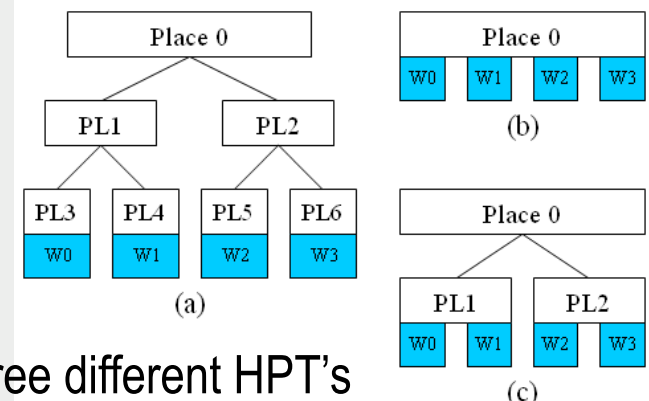 Place 0
PL1 PL2
PL3 PL4 PL5 PL6
W0 W1 W2 W3
(a)
Place 0
W0 W1 W2 W3
(b)
Place 0
PL1 PL2
W0 W1 W2 W3
(c)
different HPT's